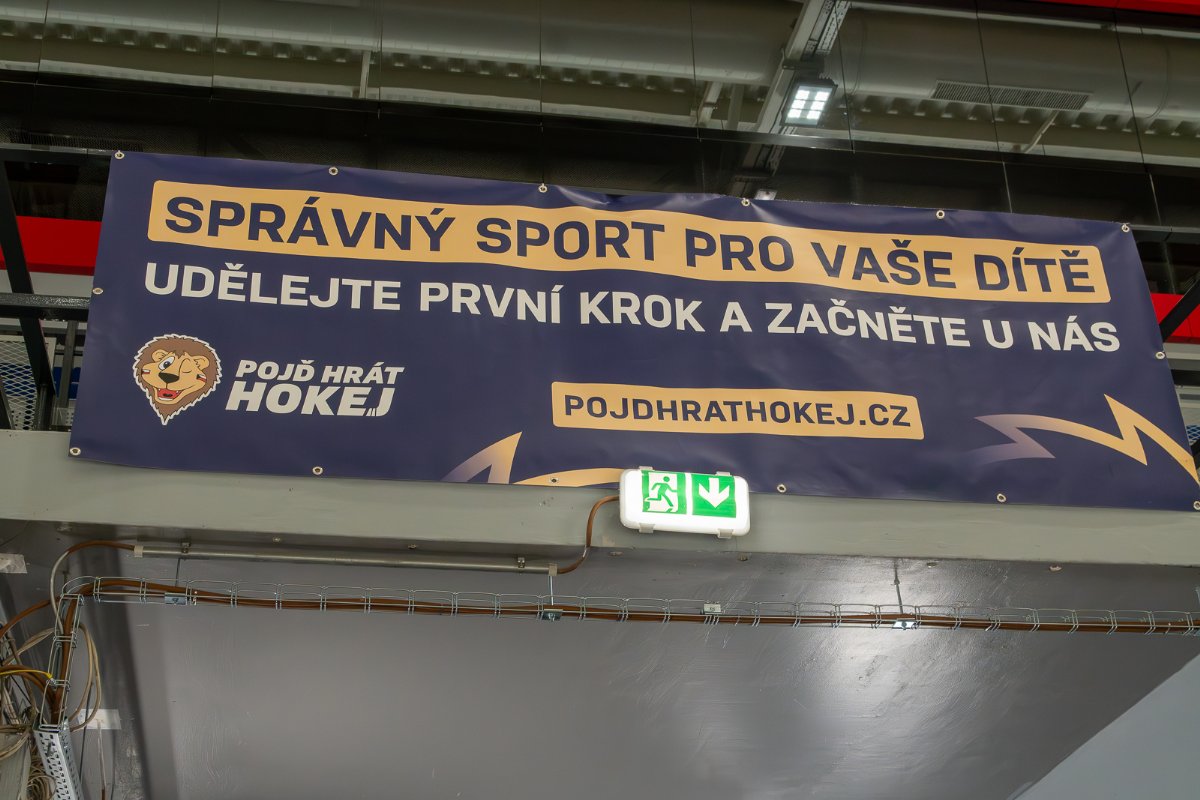 SPRÁVNÝ SPORT PRO VAŠE DÍTĚ
UDĚLEJTE PRVNÍ KROK A ZAČNĚTE U NÁS
POJĎ HRÁT
HOKEJ
POJDHRATHOKEJ.CZ